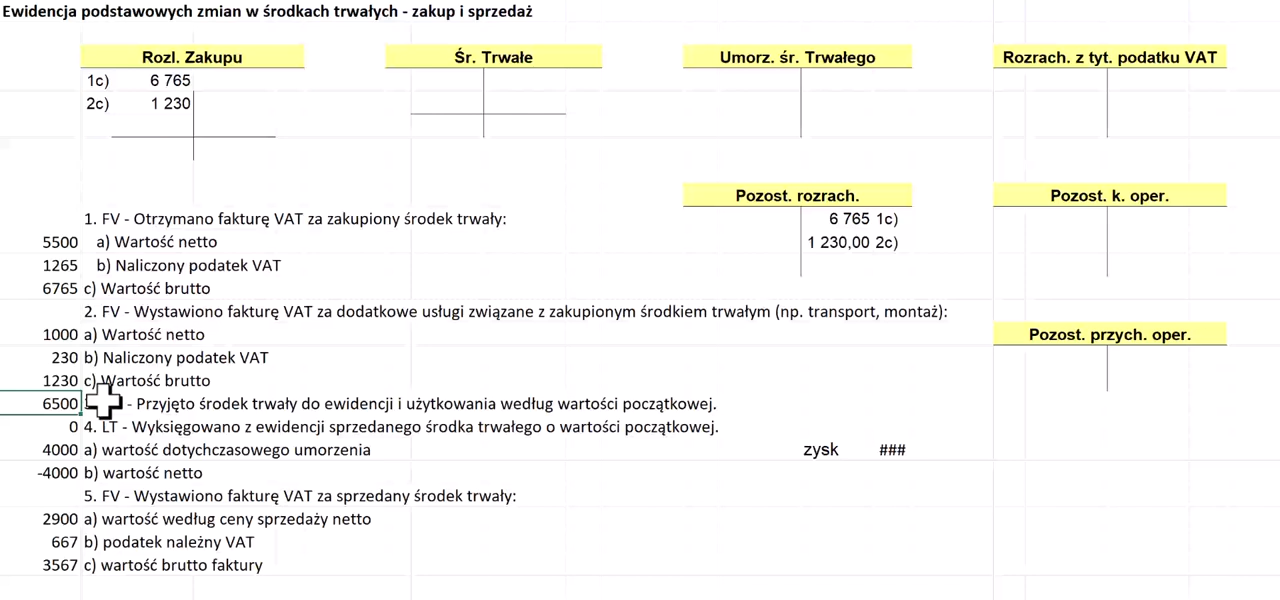 Ewidencja podstawowych zmian w środkach trwałych - zakup i sprzedaż
Rozl. Zakupu
Śr. Trwałe
Umorz. śr. Trwałego
Rozrach. z tyt. podatku VAT
1c) 6 765
2c) 1 230
Pozost. rozrach.
Pozost. k. oper.
1. FV - Otrzymano fakturę VAT za zakupiony środek trwały:
6 765 1c)
5500 a) Wartość netto
1 230,00 2c)
1265 b) Naliczony podatek VAT
6765 c) Wartość brutto
2. FV - Wystawiono fakturę VAT za dodatkowe usługi związane z zakupionym środkiem trwałym (np. transport, montaż):
1000 a) Wartość netto
Pozost. przych. oper.
230 b) Naliczony podatek VAT
1230 c) Wartość brutto
6500 - Przyjęto środek trwały do ewidencji i użytkowania według wartości początkowej.
0 4. LT - Wyksięgowano z ewidencji sprzedanego środka trwałego o wartości początkowej.
4000 a) wartość dotychczasowego umorzenia
zysk ###
-4000 b) wartość netto
5. FV - Wystawiono fakturę VAT za sprzedany środek trwały:
2900 a) wartość według ceny sprzedaży netto
667 b) podatek należny VAT
3567 c) wartość brutto faktury